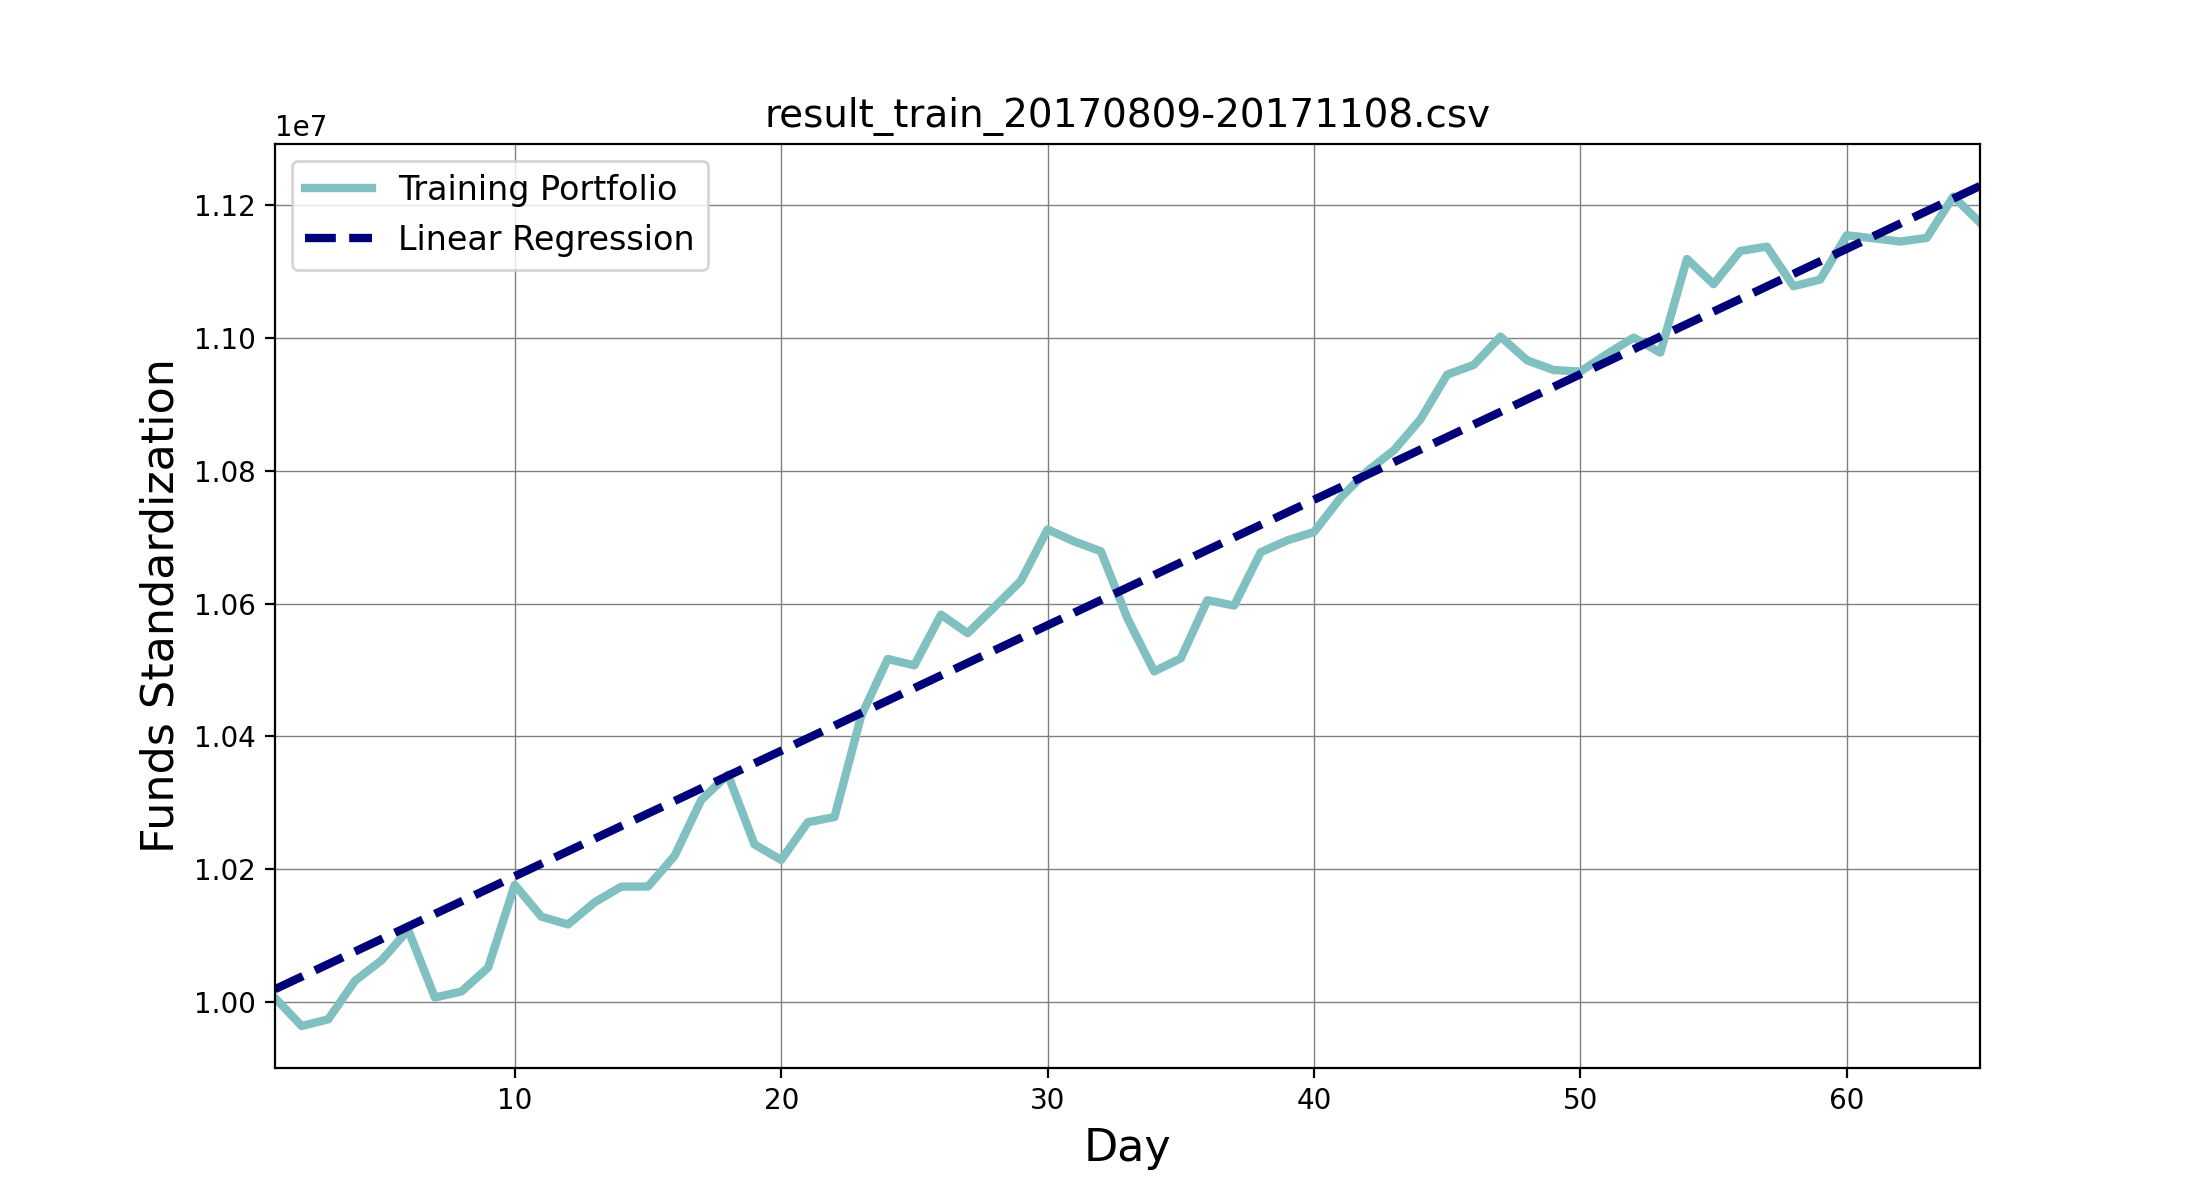 result_train_20170809-20171108.csv
1e7
Training Portfolio
Linear Regression
1.12
1.10
1.08
1.06
1.04
1.02
1.00
Funds Standardization
10 20 30 40 50 60
Day